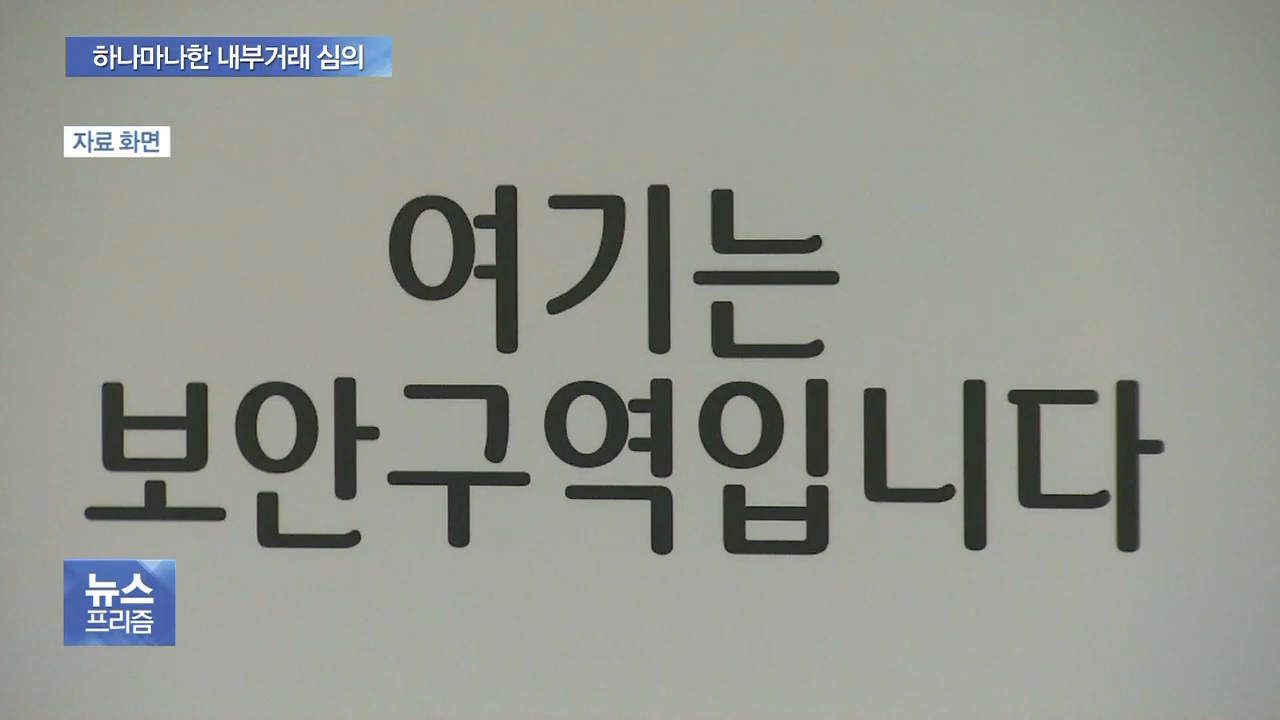 하나마나한 내부거래 심의
자료 화면
여기는
보안구역입니다
뉴스
프리즘